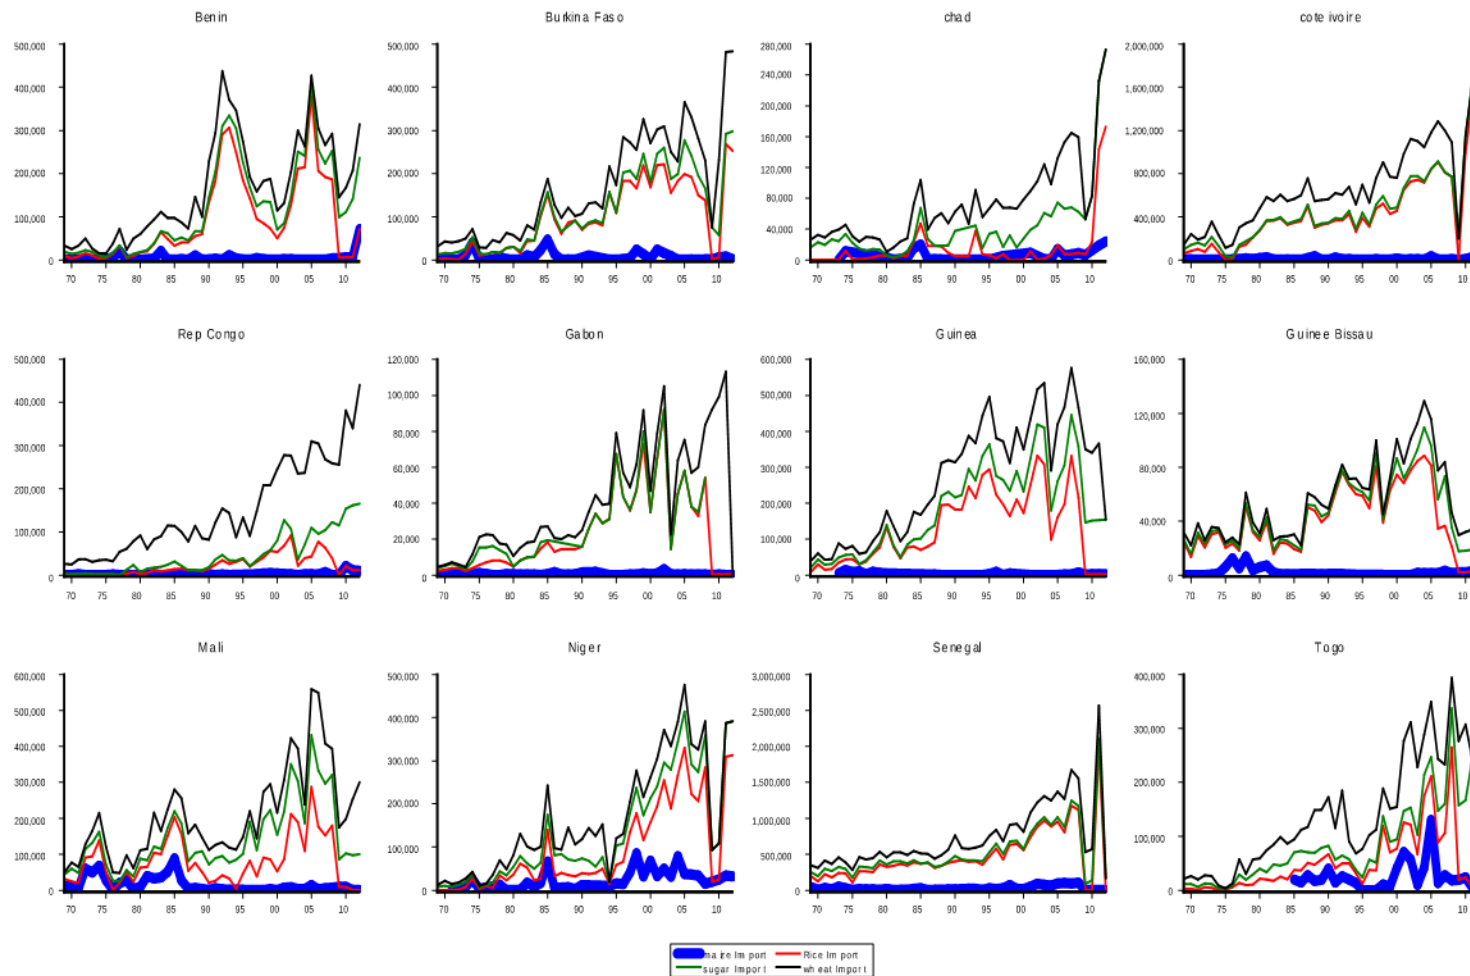 Benin Burkina Faso chad cote ivoire
500,000 500,000 280,000 2,000,000
240,000
400,000 400,000 1,600,000
200,000
300,000 300,000 160,000 1,200,000
200,000 200,000 120,000 800,000
80,000
100,000 100,000 400,000
40,000
0 0 0 0
70 75 80 85 90 95 00 05 10 70 75 80 85 90 95 00 05 10 70 75 80 85 90 95 00 05 10 70 75 80 85 90 95 00 05 10
Rep Congo Gabon Guinea Guinee Bissau
500,000 120,000 600,000 160,000
400,000 100,000 500,000 120,000
80,000 400,000
300,000 60,000 300,000 80,000
200,000 40,000 200,000 40,000
100,000 20,000 100,000
0 0 0 0
70 75 80 85 90 95 00 05 10 70 75 80 85 90 95 00 05 10 70 75 80 85 90 95 00 05 10 70 75 80 85 90 95 00 05 10
Mali Niger Senegal Togo
600,000 500,000 3,000,000 400,000
500,000 400,000 2,500,000 300,000
400,000 2,000,000
300,000 300,000 1,500,000 200,000
200,000 200,000 1,000,000
100,000 100,000 500,000 100,000
0 0 0 0
70 75 80 85 90 95 00 05 10 70 75 80 85 90 95 00 05 10 70 75 80 85 90 95 00 05 10 70 75 80 85 90 95 00 05 10
maize Import Rice Import
sugar Import wheat Import